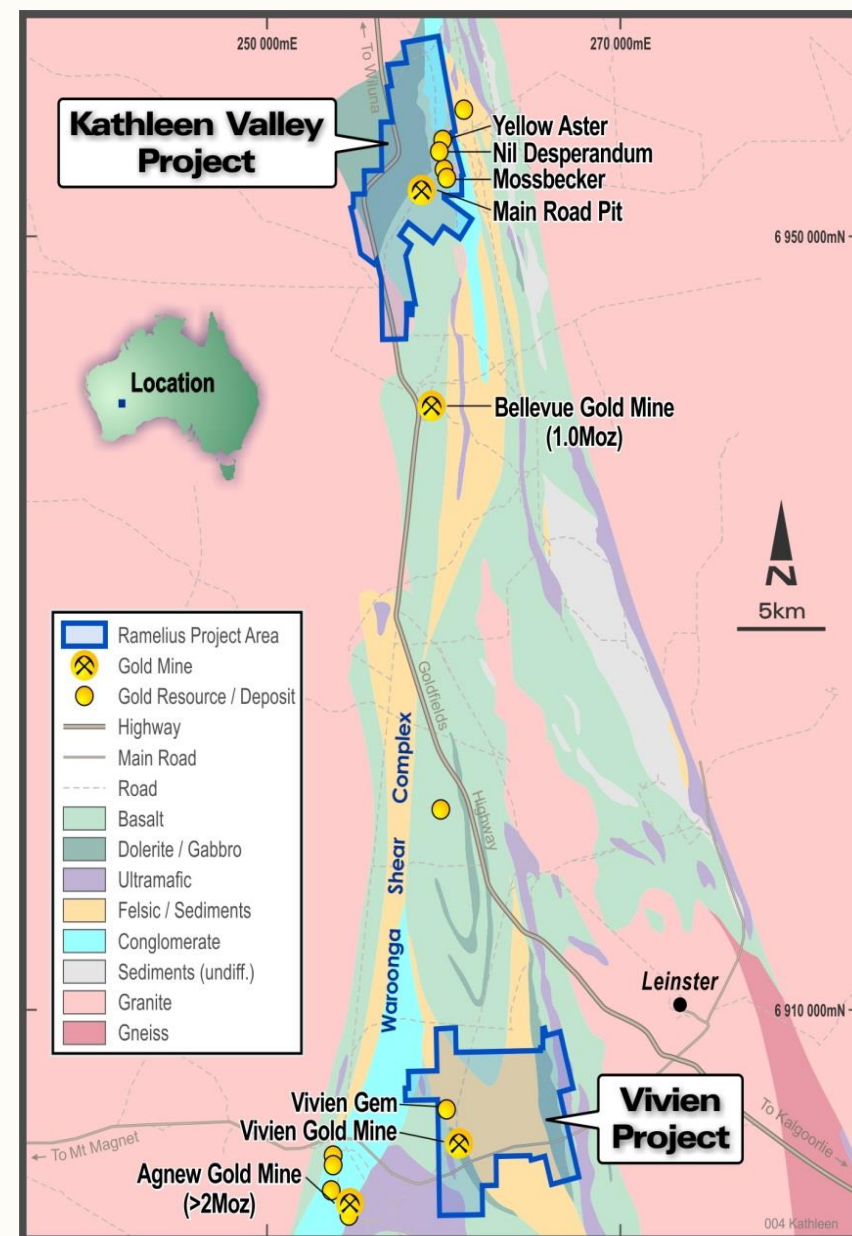 250 000mE
270 000mE
To Wiluna
Kathleen Valley
Project
Yellow Aster
Nil Desperandum
Mossbecker
Main Road Pit
6 950 000mN
Location
Bellevue Gold Mine
(1.0Moz)
N
5km
Ramelius Project Area
Gold Mine
Gold Resource / Deposit
Highway
Main Road
Road
Basalt
Dolerite / Gabbro
Ultramafic
Felsic / Sediments
Conglomerate
Sediments (undiff.)
Granite
Gneiss
Goldfields Highway
Waroonga Shear Complex
Leinster
6 910 000mN
Vivien Gem
Vivien Gold Mine
Vivien
Project
To Mt Magnet
To Kalgoorlie
Agnew Gold Mine
(>2Moz)
004 Kathleen